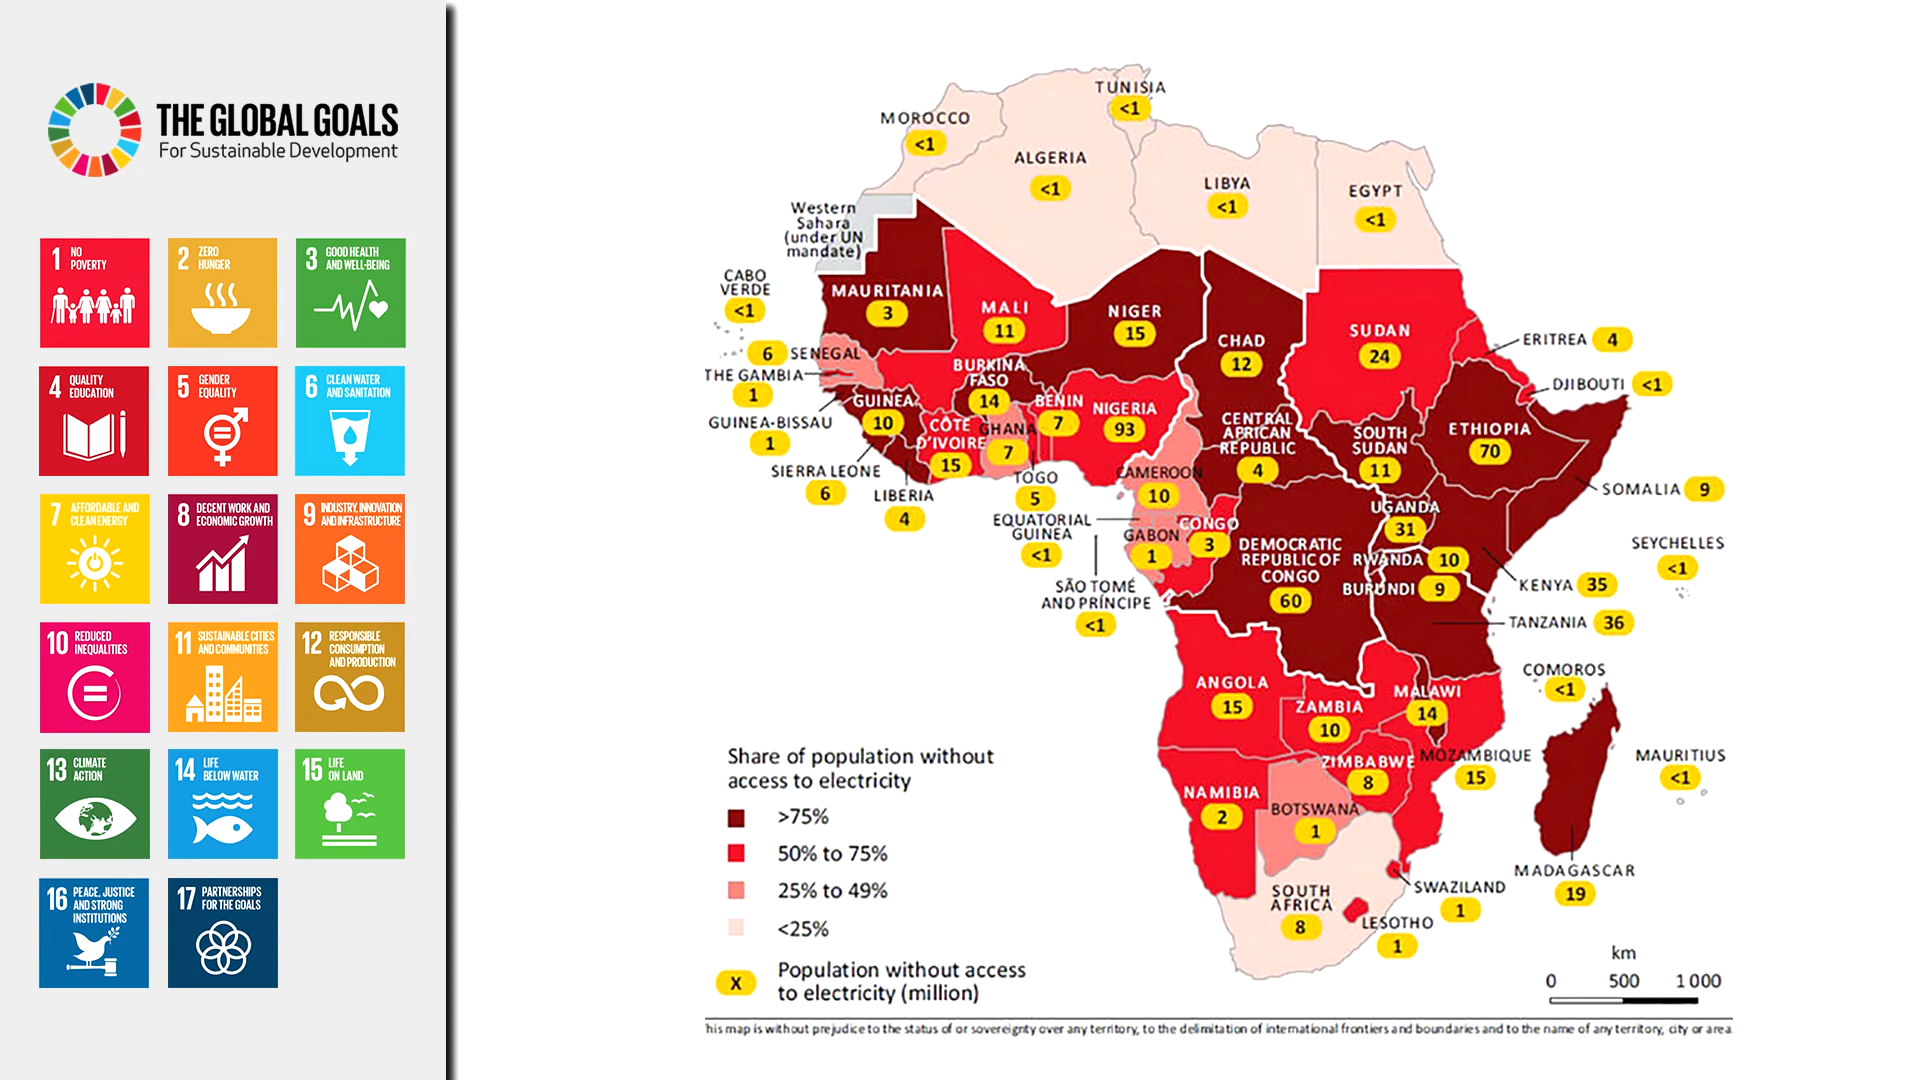 THE GLOBAL GOALS
For Sustainable Development
1 NO
POVERTY
2 ZERO
HUNGER
3 GOOD HEALTH
AND WELL-BEING
4 QUALITY
EDUCATION
5 GENDER
EQUALITY
6 CLEAN WATER
AND SANITATION
7 AFFORDABLE AND
CLEAN ENERGY
8 DECENT WORK AND
ECONOMIC GROWTH
9 INDUSTRY, INNOVATION
AND INFRASTRUCTURE
10 REDUCED
INEQUALITIES
11 SUSTAINABLE CITIES
AND COMMUNITIES
12 RESPONSIBLE
CONSUMPTION
AND PRODUCTION
13 CLIMATE
ACTION
14 LIFE
BELOW WATER
15 LIFE
ON LAND
16 PEACE, JUSTICE
AND STRONG
INSTITUTIONS
17 PARTNERSHIPS
FOR THE GOALS
TUNISIA
<1
MOROCCO
<1
ALGERIA
<1
LIBYA
<1
EGYPT
<1
Western
Sahara
(under UN
mandate)
CABO
VERDE
<1
MAURITANIA
3
MALI
11
NIGER
15
CHAD
12
SUDAN
24
ERITREA 4
DJIBOUTI <1
6 SENEGAL
THE GAMBIA
1
GUINEA-BISSAU
1
GUINEA
10
SIERRA LEONE
6
LIBERIA
4
BURKINA
FASO
14
CÔTE
D'IVOIRE
15
GHANA
7
TOGO
5
BENIN
7
NIGERIA
93
CAMEROON
10
CENTRAL
AFRICAN
REPUBLIC
4
SOUTH
SUDAN
11
ETHIOPIA
70
SOMALIA 9
EQUATORIAL
GUINEA
<1
SÃO TOMÉ
AND PRÍNCIPE
<1
GABON
1
CONGO
3
DEMOCRATIC
REPUBLIC OF
CONGO
60
UGANDA
31
RWANDA 10
BURUNDI 9
KENYA 35
TANZANIA 36
SEYCHELLES
<1
COMOROS
<1
ANGOLA
15
ZAMBIA
10
MALAWI
14
MOZAMBIQUE
15
ZIMBABWE
8
NAMIBIA
2
BOTSWANA
1
MAURITIUS
<1
MADAGASCAR
19
SWAZILAND
1
SOUTH
AFRICA
8
LESOTHO
1
Share of population without
access to electricity
>75%
50% to 75%
25% to 49%
<25%
X Population without access
to electricity (million)
km
0 500 1 000
his map is without prejudice to the status of or sovereignty over any territory, to the delimitation of international frontiers and boundaries and to the name of any territory, city or area